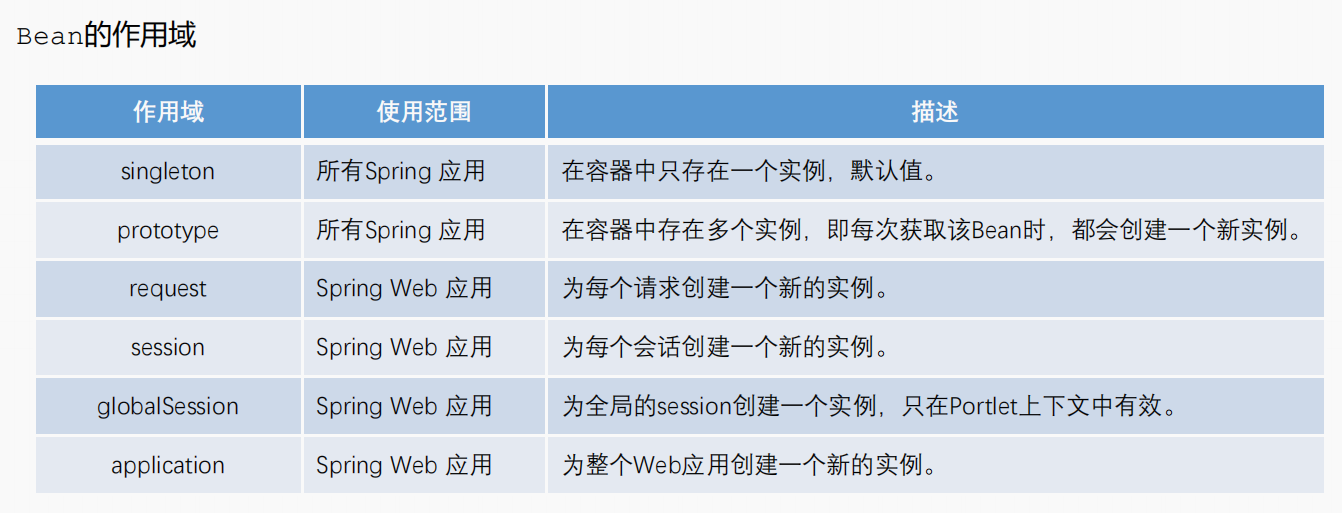 Bean的作用域
作用域 使用范围 描述
singleton 所有Spring 应用 在容器中只存在一个实例，默认值。
prototype 所有Spring 应用 在容器中存在多个实例，即每次获取该Bean时，都会创建一个新实例。
request Spring Web 应用 为每个请求创建一个新的实例。
session Spring Web 应用 为每个会话创建一个新的实例。
globalSession Spring Web 应用 为全局的session创建一个实例，只在Portlet上下文中有效。
application Spring Web 应用 为整个Web应用创建一个新的实例。